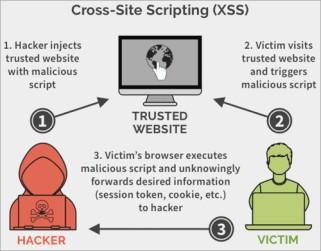 Cross-Site Scripting (XSS)
1. Hacker injects
trusted website
with malicious
script
2. Victim visits
trusted website
and triggers
malicious script
1
TRUSTED
WEBSITE
2
3. Victim's browser executes
malicious script and unknowingly
forwards desired information
(session token, cookie, etc.)
to hacker
HACKER
3
VICTIM